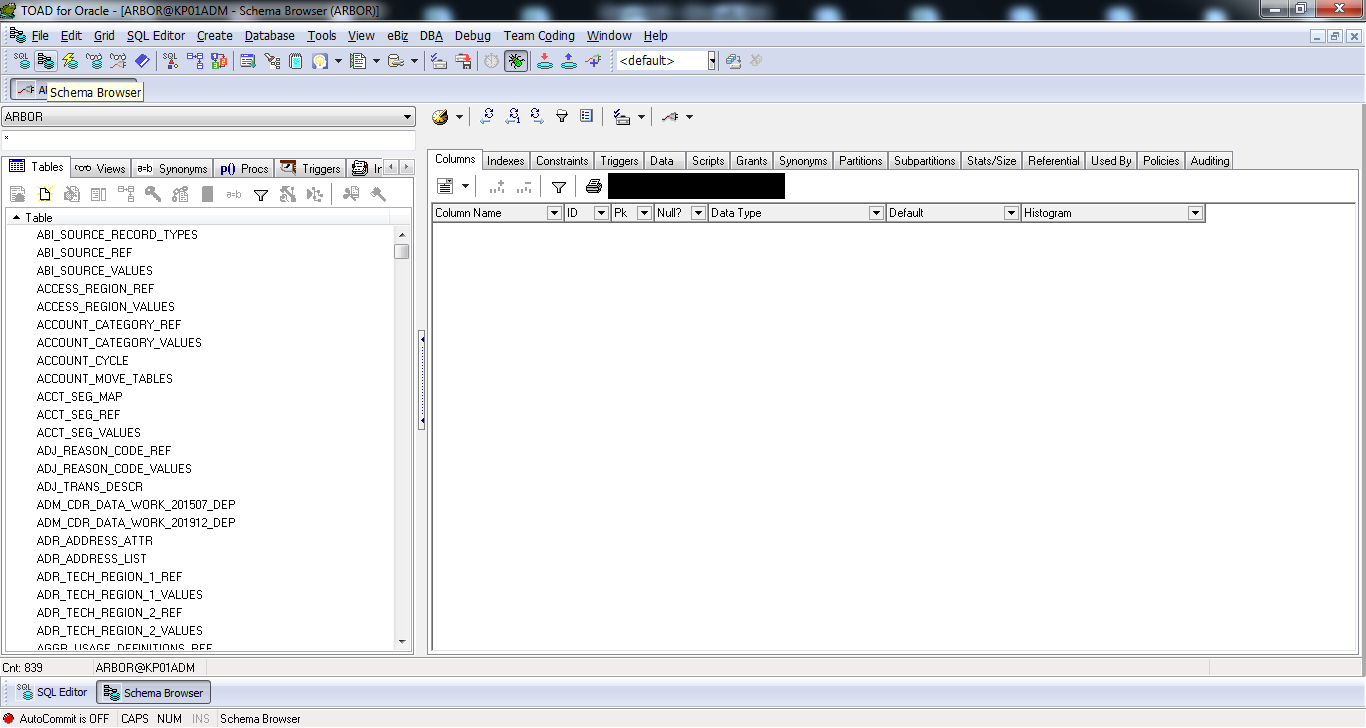 TOAD for Oracle - [ARBOR@KP01ADM - Schema Browser (ARBOR)]
File Edit Grid SQL Editor Create Database Tools View eBiz DBA Debug Team Coding Window Help
<default>
Schema Browser
ARBOR
*
Tables Views Synonyms Procs Triggers
Columns Indexes Constraints Triggers Data Scripts Grants Synonyms Partitions Subpartitions Stats/Size Referential Used By Policies Auditing
Column Name ID Pk Null? Data Type Default Histogram
Table
ABI_SOURCE_RECORD_TYPES
ABI_SOURCE_REF
ABI_SOURCE_VALUES
ACCESS_REGION_REF
ACCESS_REGION_VALUES
ACCOUNT_CATEGORY_REF
ACCOUNT_CATEGORY_VALUES
ACCOUNT_CYCLE
ACCOUNT_MOVE_TABLES
ACCT_SEG_MAP
ACCT_SEG_REF
ACCT_SEG_VALUES
ADJ_REASON_CODE_REF
ADJ_REASON_CODE_VALUES
ADJ_TRANS_DESCR
ADM_CDR_DATA_WORK_201507_DEP
ADM_CDR_DATA_WORK_201912_DEP
ADR_ADDRESS_ATTR
ADR_ADDRESS_LIST
ADR_TECH_REGION_1_REF
ADR_TECH_REGION_1_VALUES
ADR_TECH_REGION_2_REF
ADR_TECH_REGION_2_VALUES
AGGR_USAGE_DEFINITIONS_REF
Cnt: 839 ARBOR@KP01ADM
SQL Editor Schema Browser
AutoCommit is OFF CAPS NUM INS Schema Browser